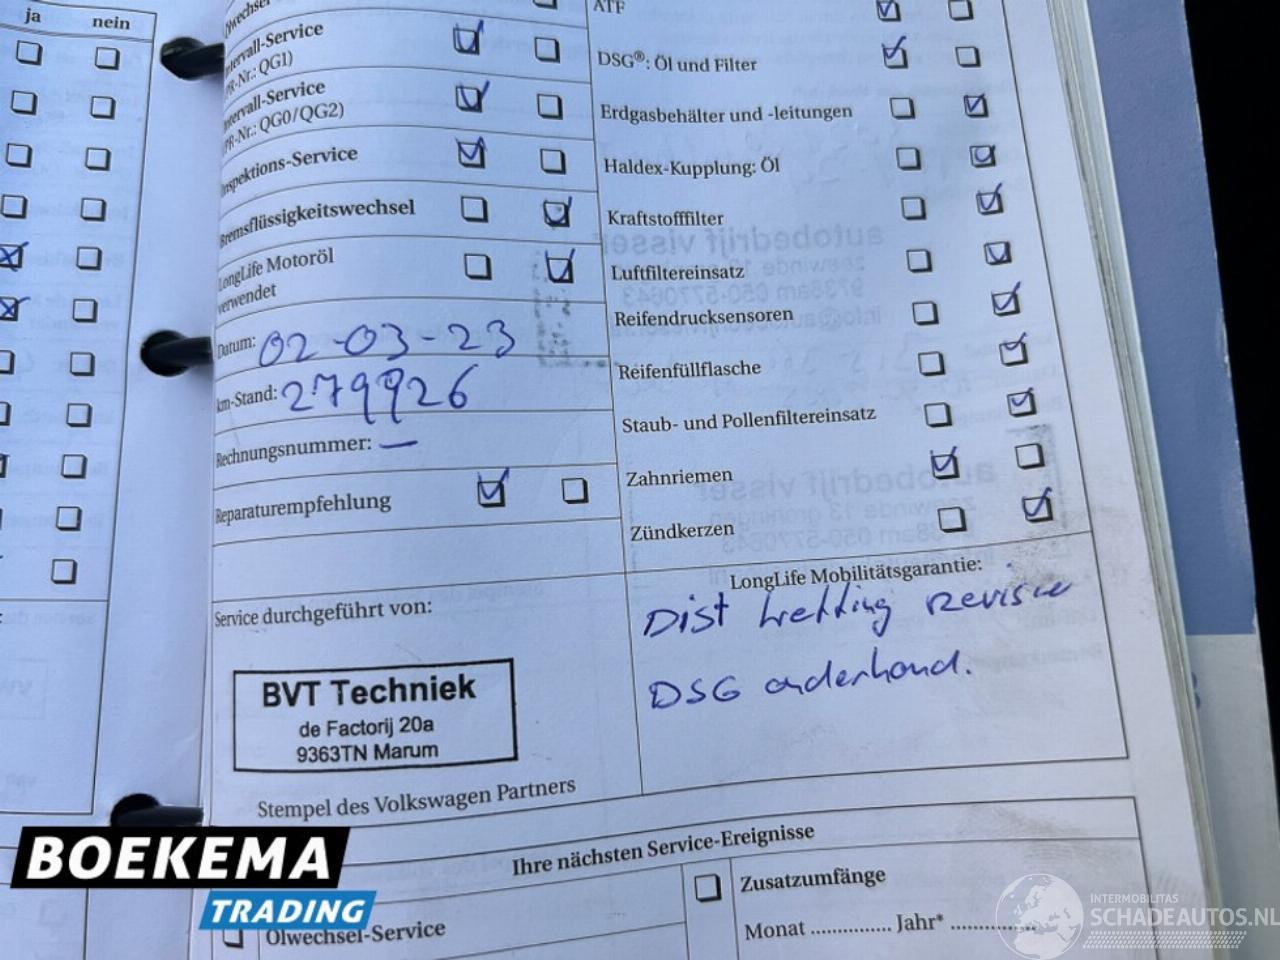 ja nein
Intervall-Service
(PR-Nr.: QG1)
Intervall-Service
(PR-Nr.: QG0/QG2)
Inspektions-Service
Bremsflüssigkeitswechsel
LongLife Motoröl
verwendet
Datum: 02-03-23
km-Stand: 279926
Rechnungsnummer: —
Reparaturempfehlung
ATF
DSG®: Öl und Filter
Erdgasbehälter und -leitungen
Haldex-Kupplung: Öl
Kraftstofffilter
Luftfiltereinsatz
Reifendrucksensoren
Reifenfüllflasche
Staub- und Pollenfiltereinsatz
Zahnriemen
Zündkerzen
Service durchgeführt von:
BVT Techniek
de Factorij 20a
9363TN Marum
Stempel des Volkswagen Partners
LongLife Mobilitätsgarantie:
Dist ketting revisie
DSG onderhoud.
Ihre nächsten Service-Ereignisse
Ölwechsel-Service
Zusatzumfänge
Monat .............. Jahr* ..............
BOEKEMA
TRADING
INTERMOBILITAS
SCHADEAUTOS.NL